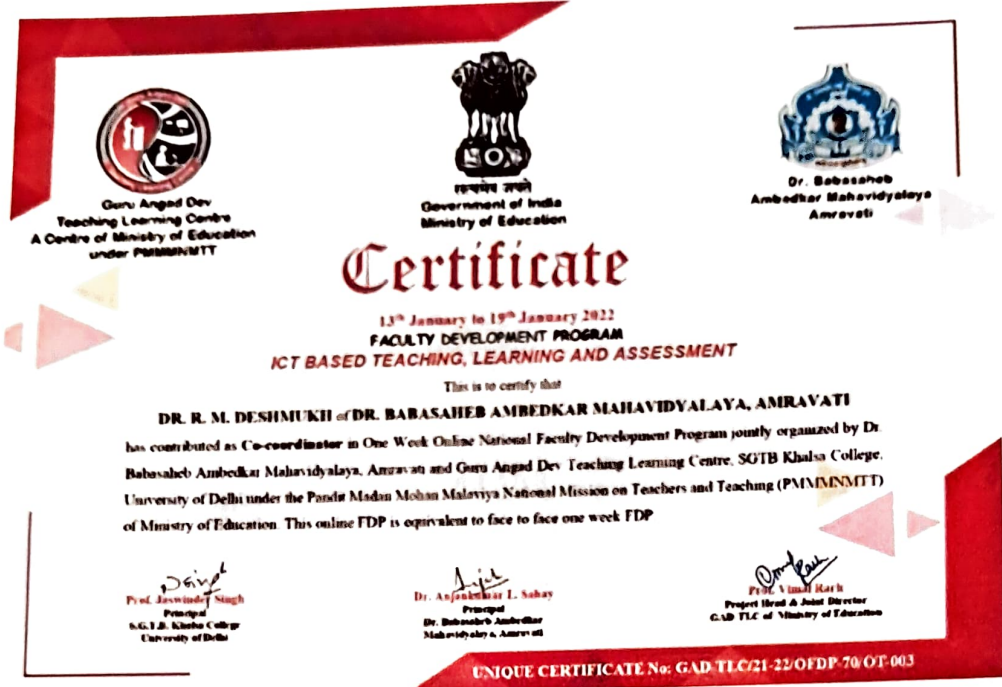 Guru Angad Dev
Teaching Learning Centre
A Centre of Ministry of Education
under PMMMNMTT
सत्यमेव जयते
Government of India
Ministry of Education
Dr. Babasaheb
Ambedkar Mahavidyalaya
Amravati
Certificate
13th January to 19th January 2022
FACULTY DEVELOPMENT PROGRAM
ICT BASED TEACHING, LEARNING AND ASSESSMENT
This is to certify that
DR. R. M. DESHMUKH of DR. BABASAHEB AMBEDKAR MAHAVIDYALAYA, AMRAVATI
has contributed as Co-coordinator in One Week Online National Faculty Development Program jointly organized by Dr.
Babasaheb Ambedkar Mahavidyalaya, Amravati and Guru Angad Dev Teaching Learning Centre, SGTB Khalsa College,
University of Delhi under the Pandit Madan Mohan Malaviya National Mission on Teachers and Teaching (PMMMNMTT)
of Ministry of Education. This online FDP is equivalent to face to face one week FDP
Prof. Jaswinder Singh
Principal
S.G.T.B. Khalsa College
University of Delhi
Dr. Anjankumar L. Sahay
Principal
Dr. Babasaheb Ambedkar
Mahavidyalaya, Amravati
Prof. Vimal Rarh
Project Head & Joint Director
GAD TLC of Ministry of Education
UNIQUE CERTIFICATE No: GAD TLC/21-22/OFDP-70/OT-003